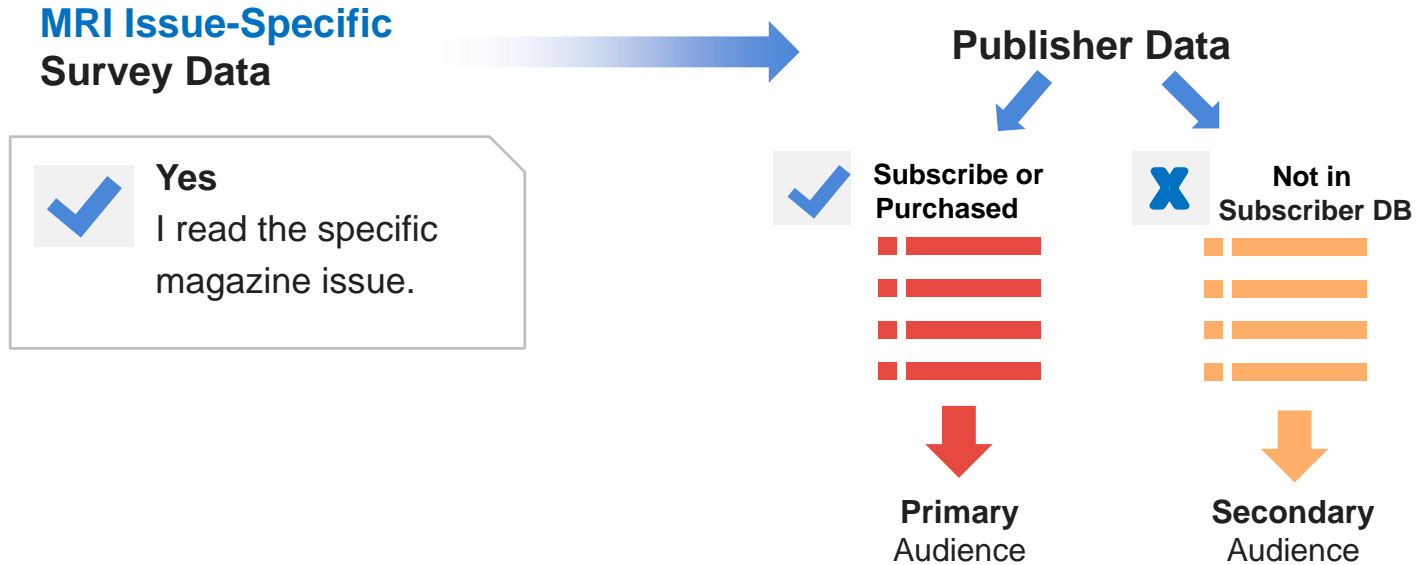 MRI Issue-Specific
Survey Data
Publisher Data
Yes
I read the specific
magazine issue.
Subscribe or
Purchased
Not in
Subscriber DB
Primary
Audience
Secondary
Audience